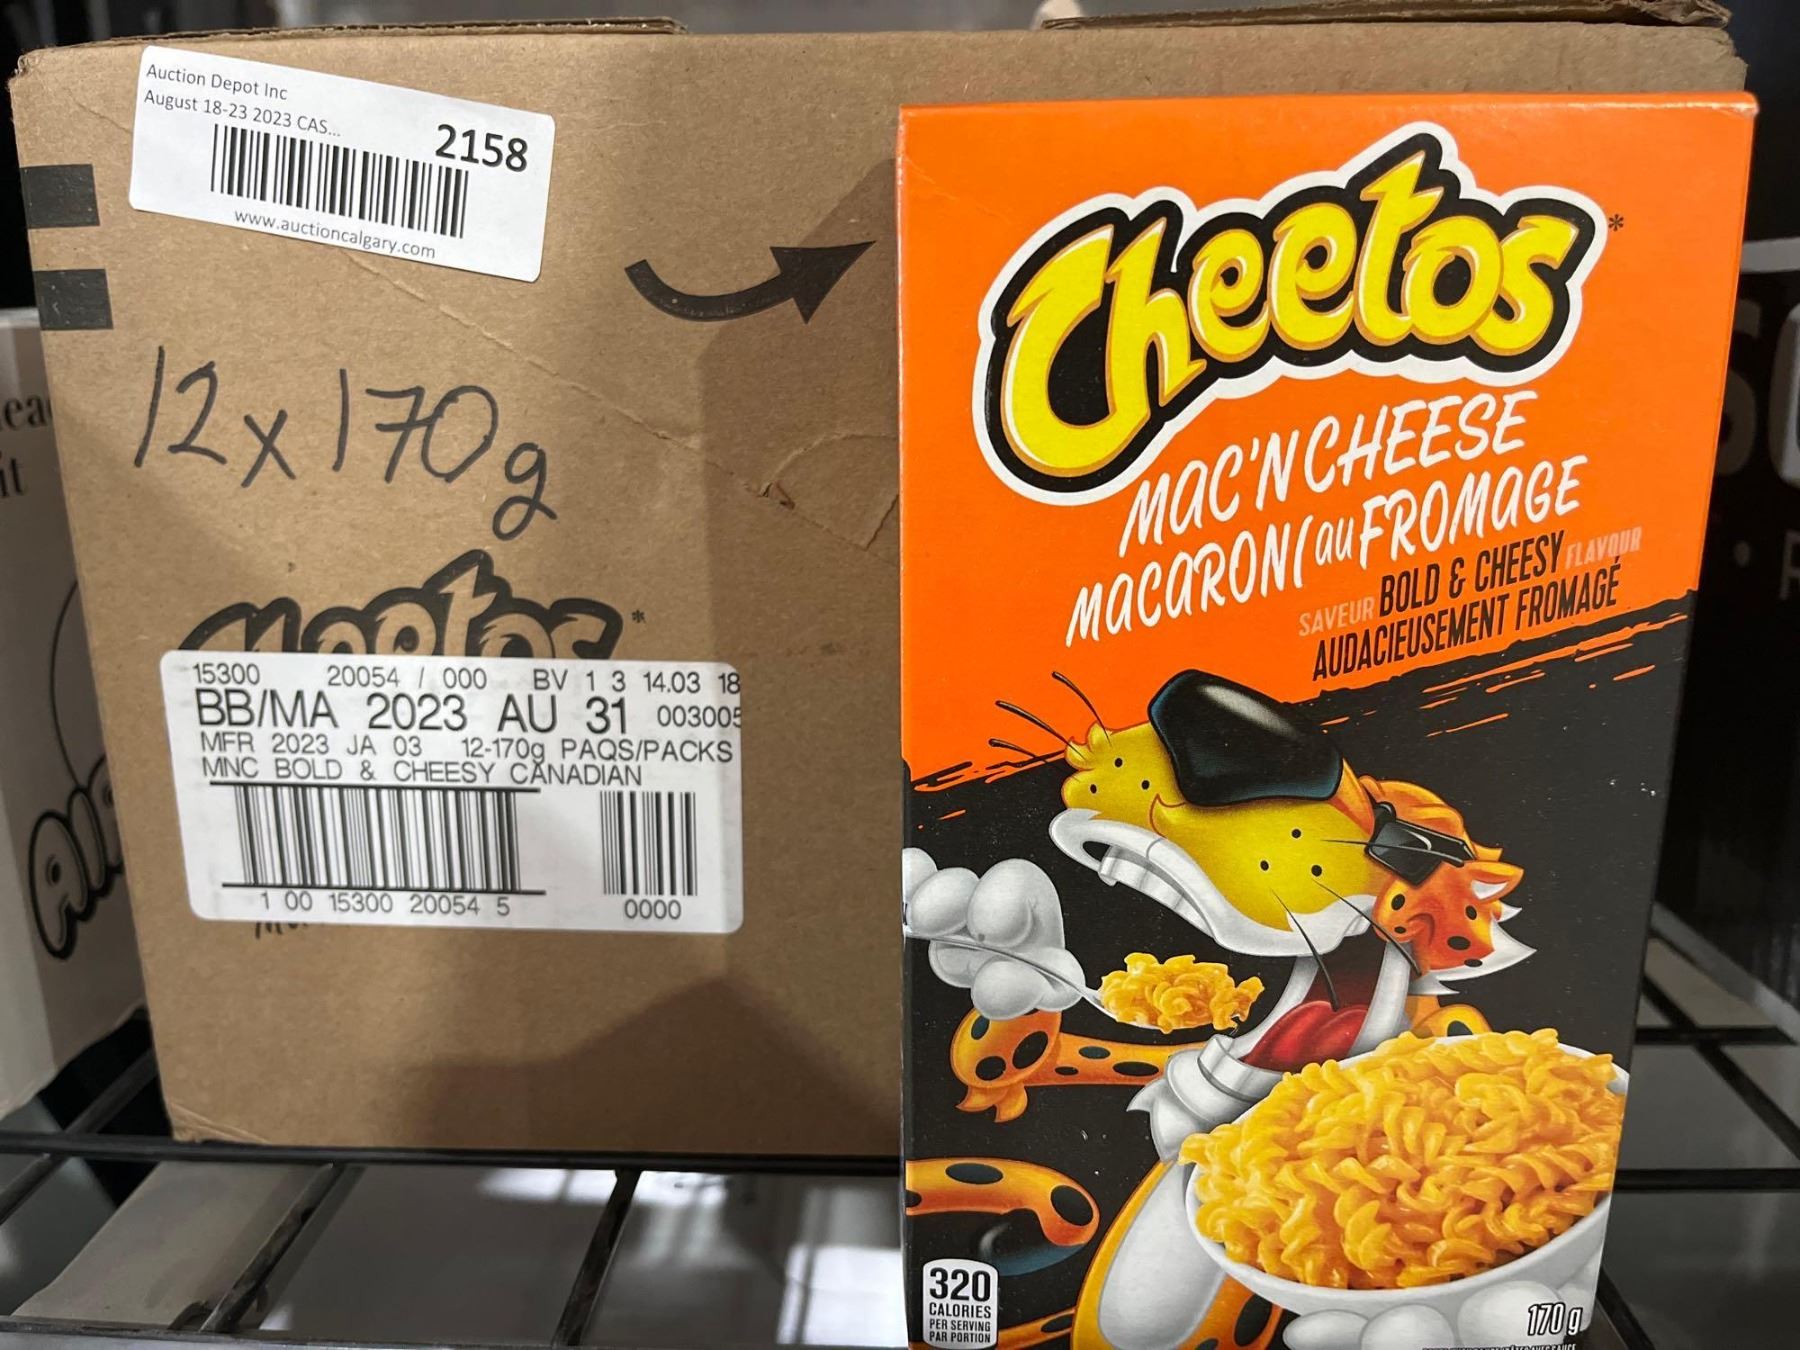 Auction Depot Inc
August 18-23 2023 CAS...
2158
www.auctioncalgary.com
12 x 170g
Cheetos*
15300 20054 / 000 BV 1 3 14.03 18
BB/MA 2023 AU 31 003005
MFR 2023 JA 03 12-170g PAQS/PACKS
MNC BOLD & CHEESY CANADIAN
1 00 15300 20054 5
0000
Cheetos*
MAC'N CHEESE
MACARONI au FROMAGE
SAVEUR BOLD & CHEESY FLAVOUR
AUDACIEUSEMENT FROMAGÉ
320
CALORIES
PER SERVING
PAR PORTION
170 g